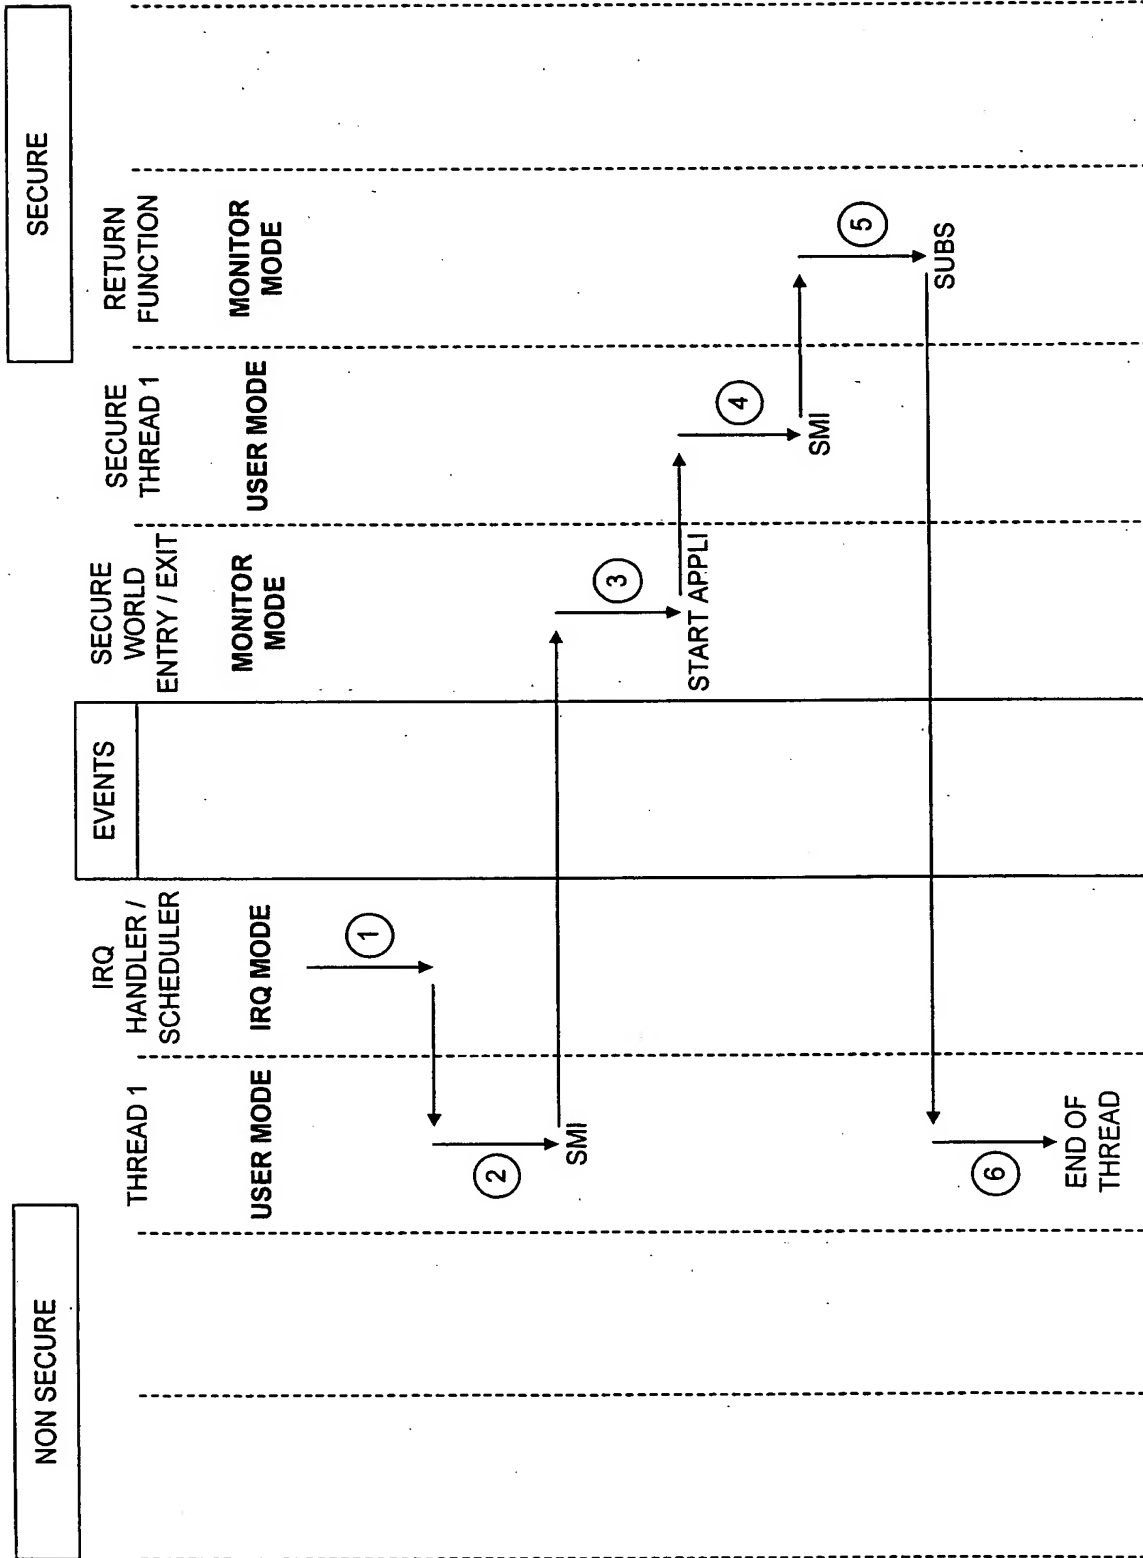 NON SECURE
SECURE
EVENTS
THREAD 1
USER MODE
IRQ
HANDLER /
SCHEDULER
IRQ MODE
SECURE
WORLD
ENTRY / EXIT
MONITOR
MODE
SECURE
THREAD 1
USER MODE
RETURN
FUNCTION
MONITOR
MODE
1
2
SMI
3
START APPLI
4
SMI
5
SUBS
6
END OF
THREAD